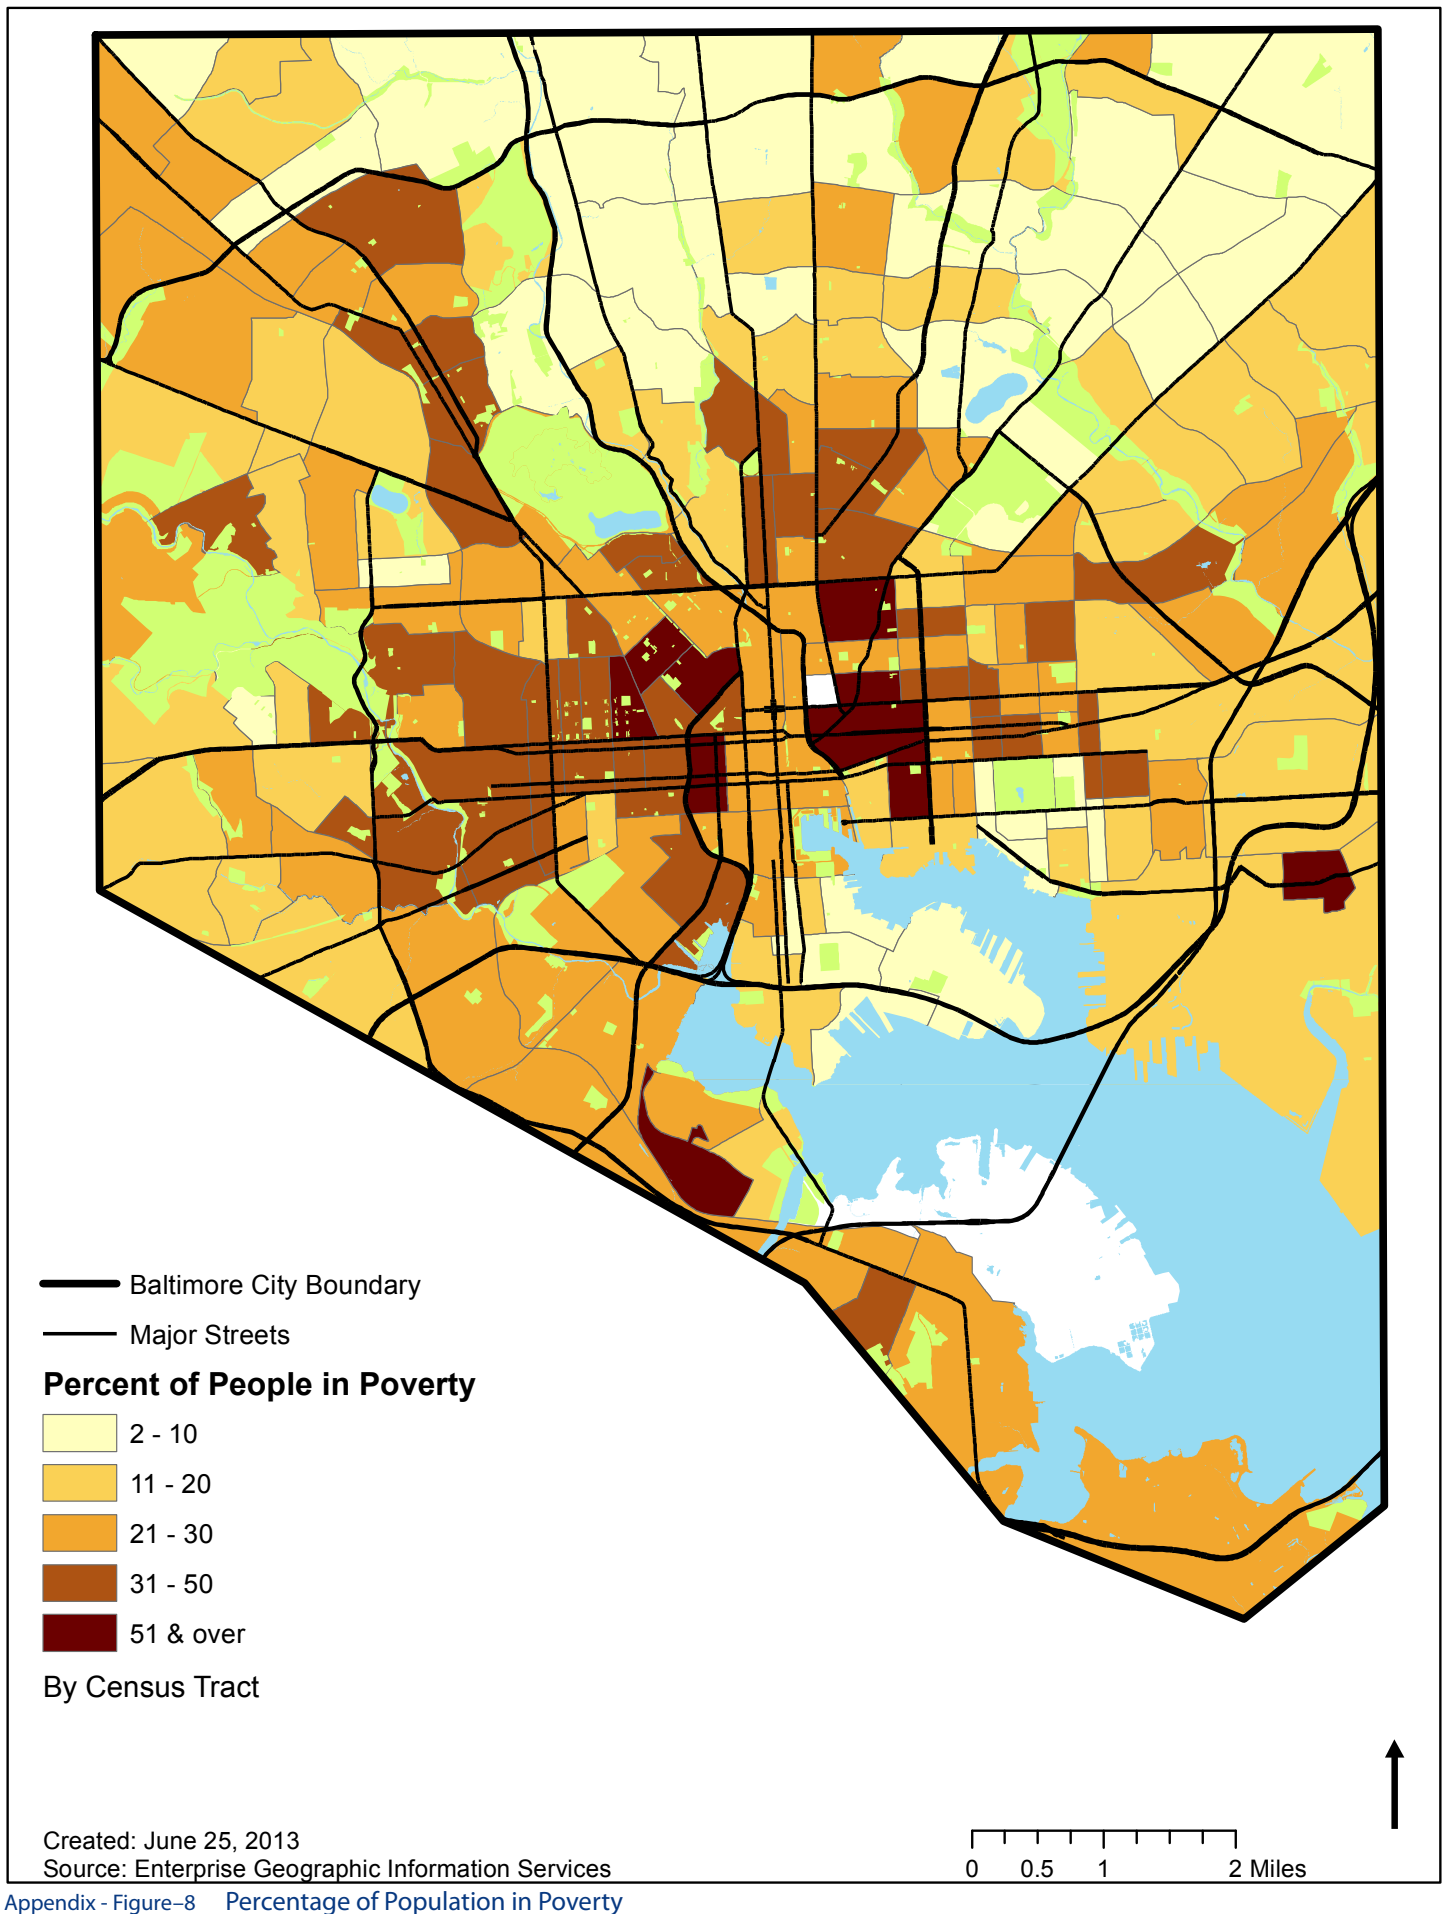 Baltimore City Boundary
Major Streets
Percent of People in Poverty
2 - 10
11 - 20
21 - 30
31 - 50
51 & over
By Census Tract
Created: June 25, 2013
Source: Enterprise Geographic Information Services
0 0.5 1 2 Miles
Appendix - Figure–8 Percentage of Population in Poverty